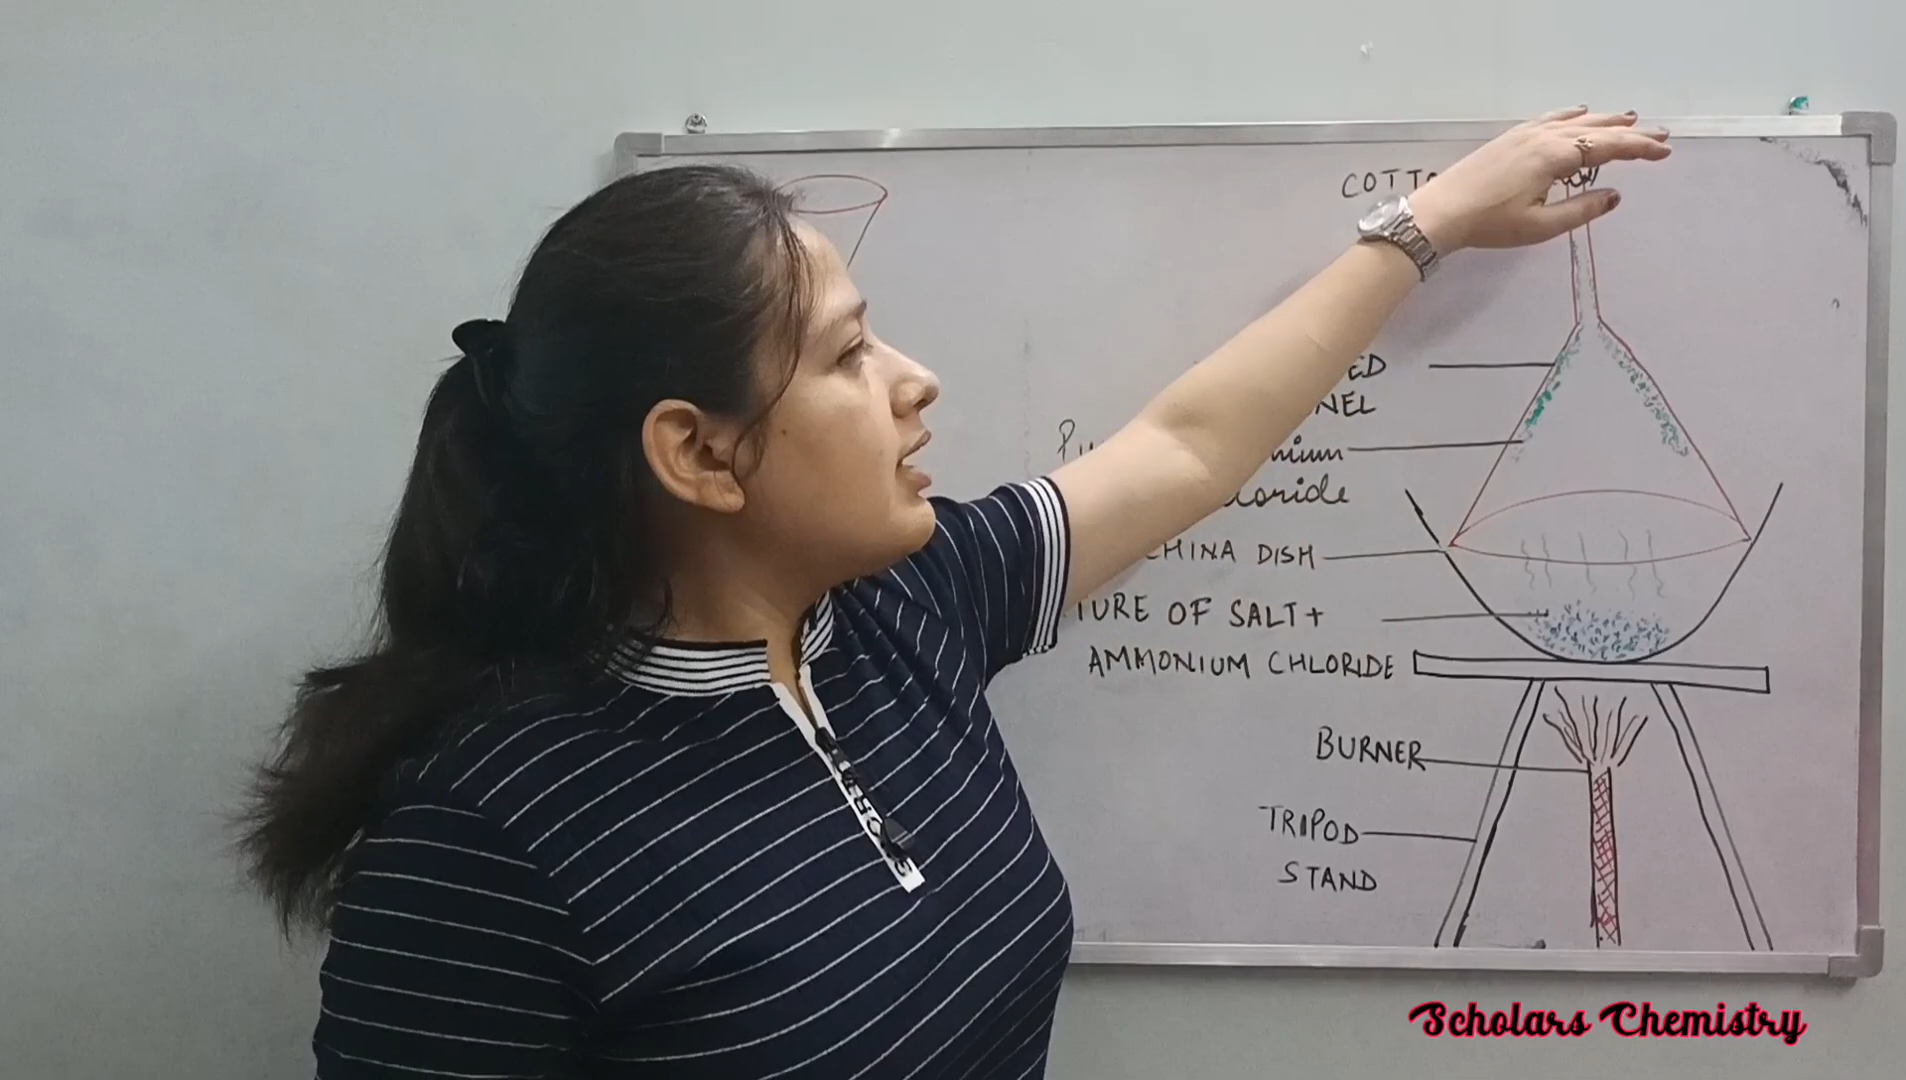 COTTO
ED
NEL
nium
loride
CHINA DISH
TURE OF SALT+
AMMONIUM CHLORIDE
BURNER
TRIPOD
STAND
Scholars Chemistry